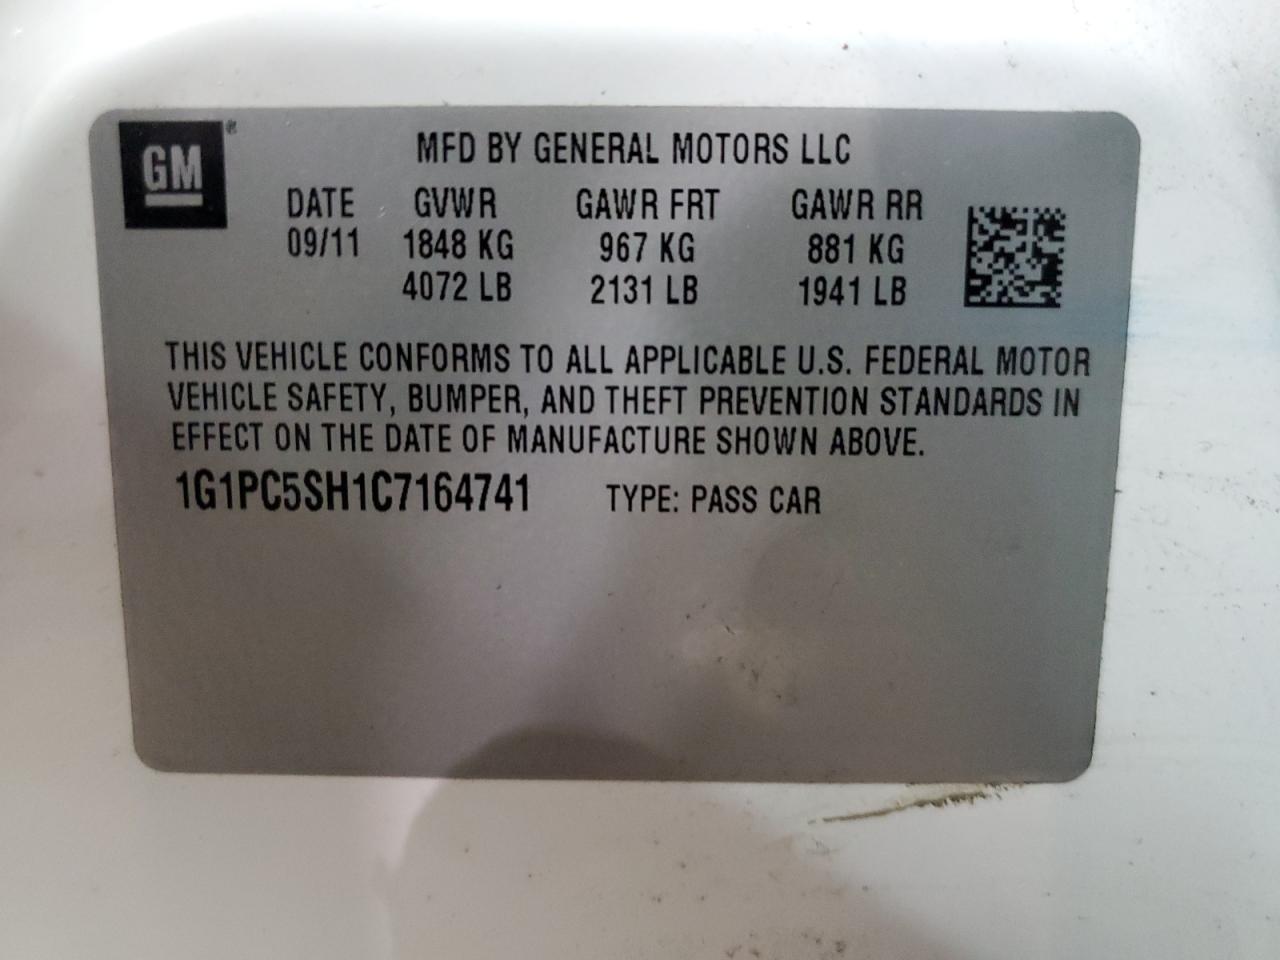 GM®
MFD BY GENERAL MOTORS LLC
DATE GVWR GAWR FRT GAWR RR
09/11 1848 KG 967 KG 881 KG
4072 LB 2131 LB 1941 LB
THIS VEHICLE CONFORMS TO ALL APPLICABLE U.S. FEDERAL MOTOR
VEHICLE SAFETY, BUMPER, AND THEFT PREVENTION STANDARDS IN
EFFECT ON THE DATE OF MANUFACTURE SHOWN ABOVE.
1G1PC5SH1C7164741 TYPE: PASS CAR